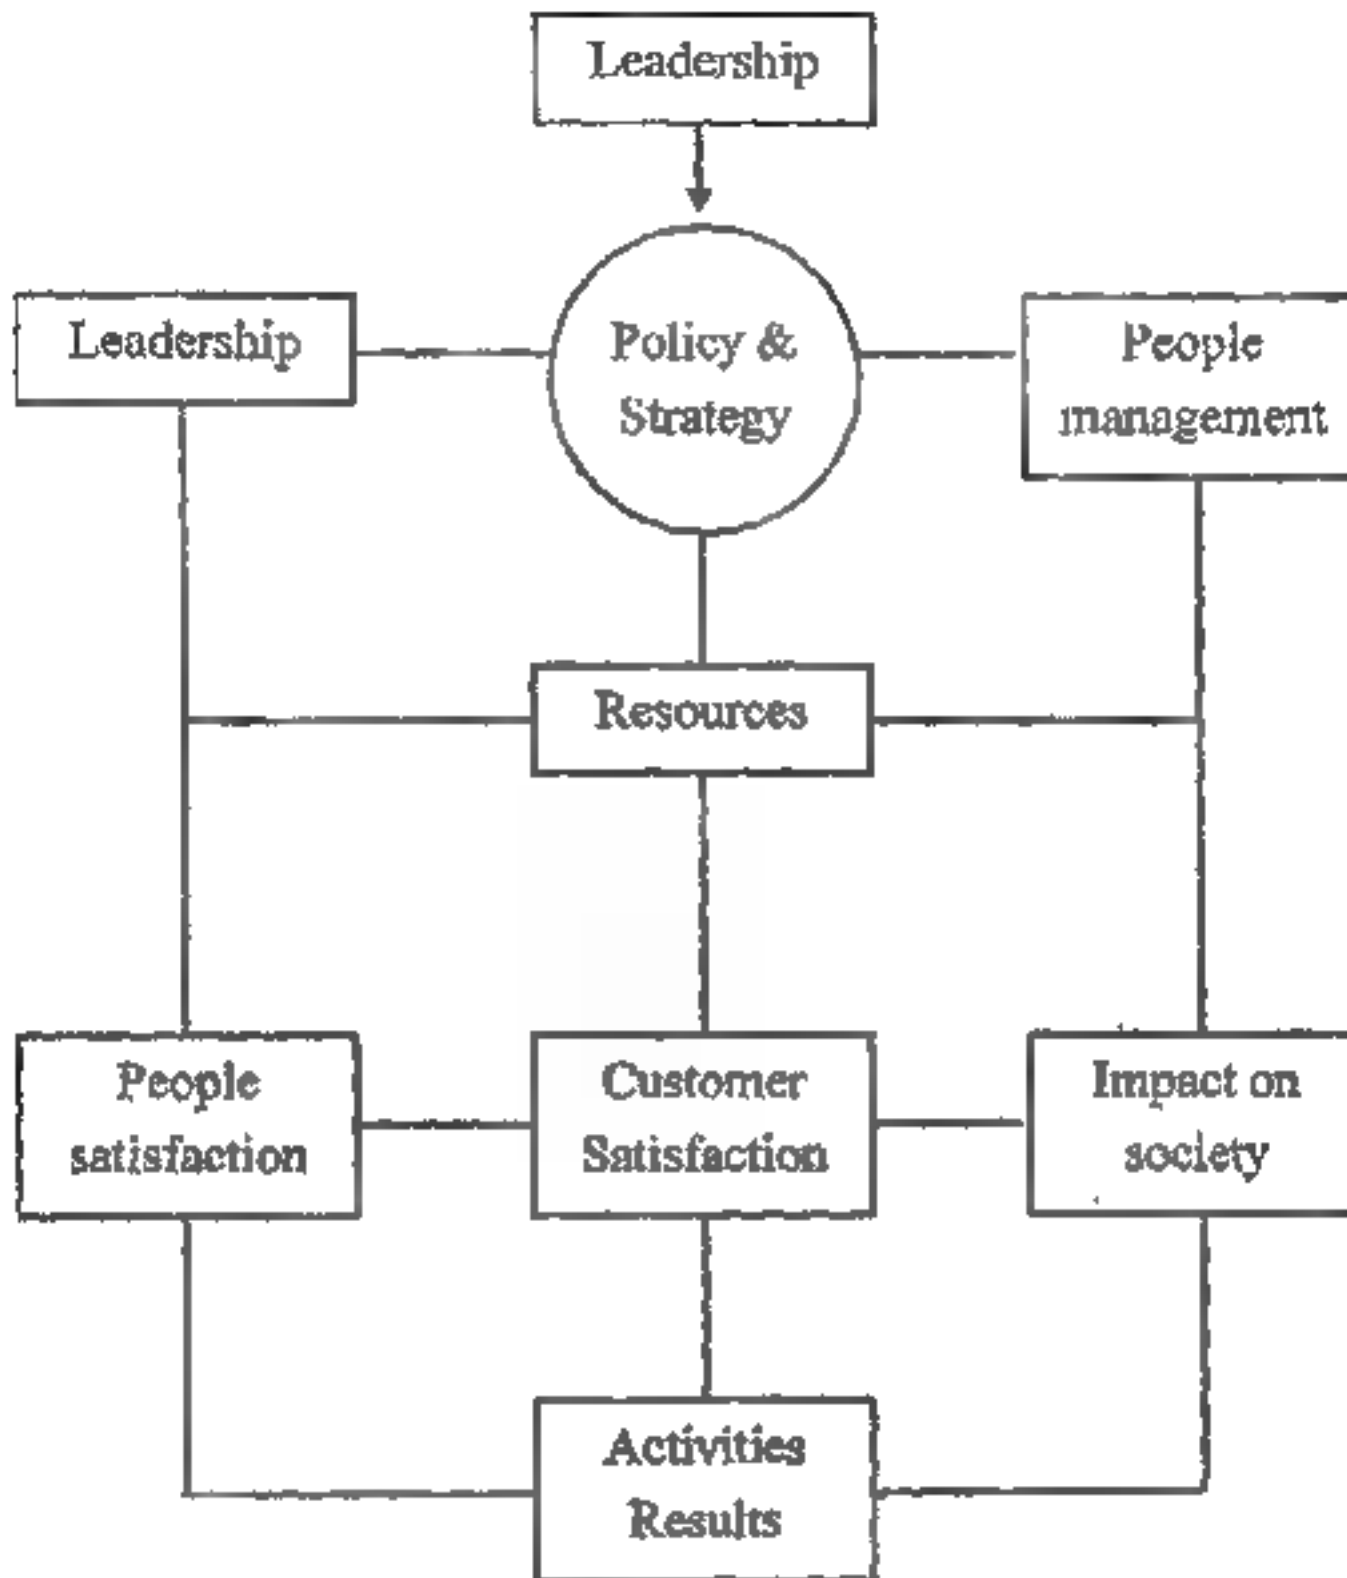 Leadership
Leadership
Policy &
Strategy
People
management
Resources
People
satisfaction
Customer
Satisfaction
Impact on
society
Activities
Results